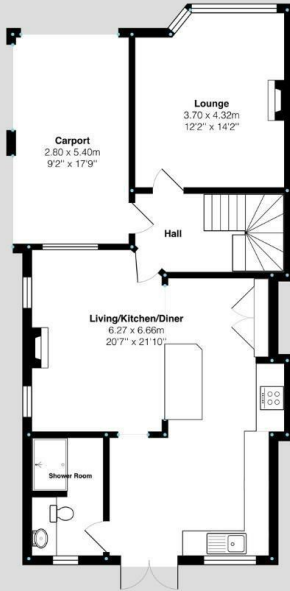 Lounge
3.70 x 4.32m
12'2" x 14'2"
Carport
2.80 x 5.40m
9'2" x 17'9"
Hall
Living/Kitchen/Diner
6.27 x 6.66m
20'7" x 21'10"
Shower Room